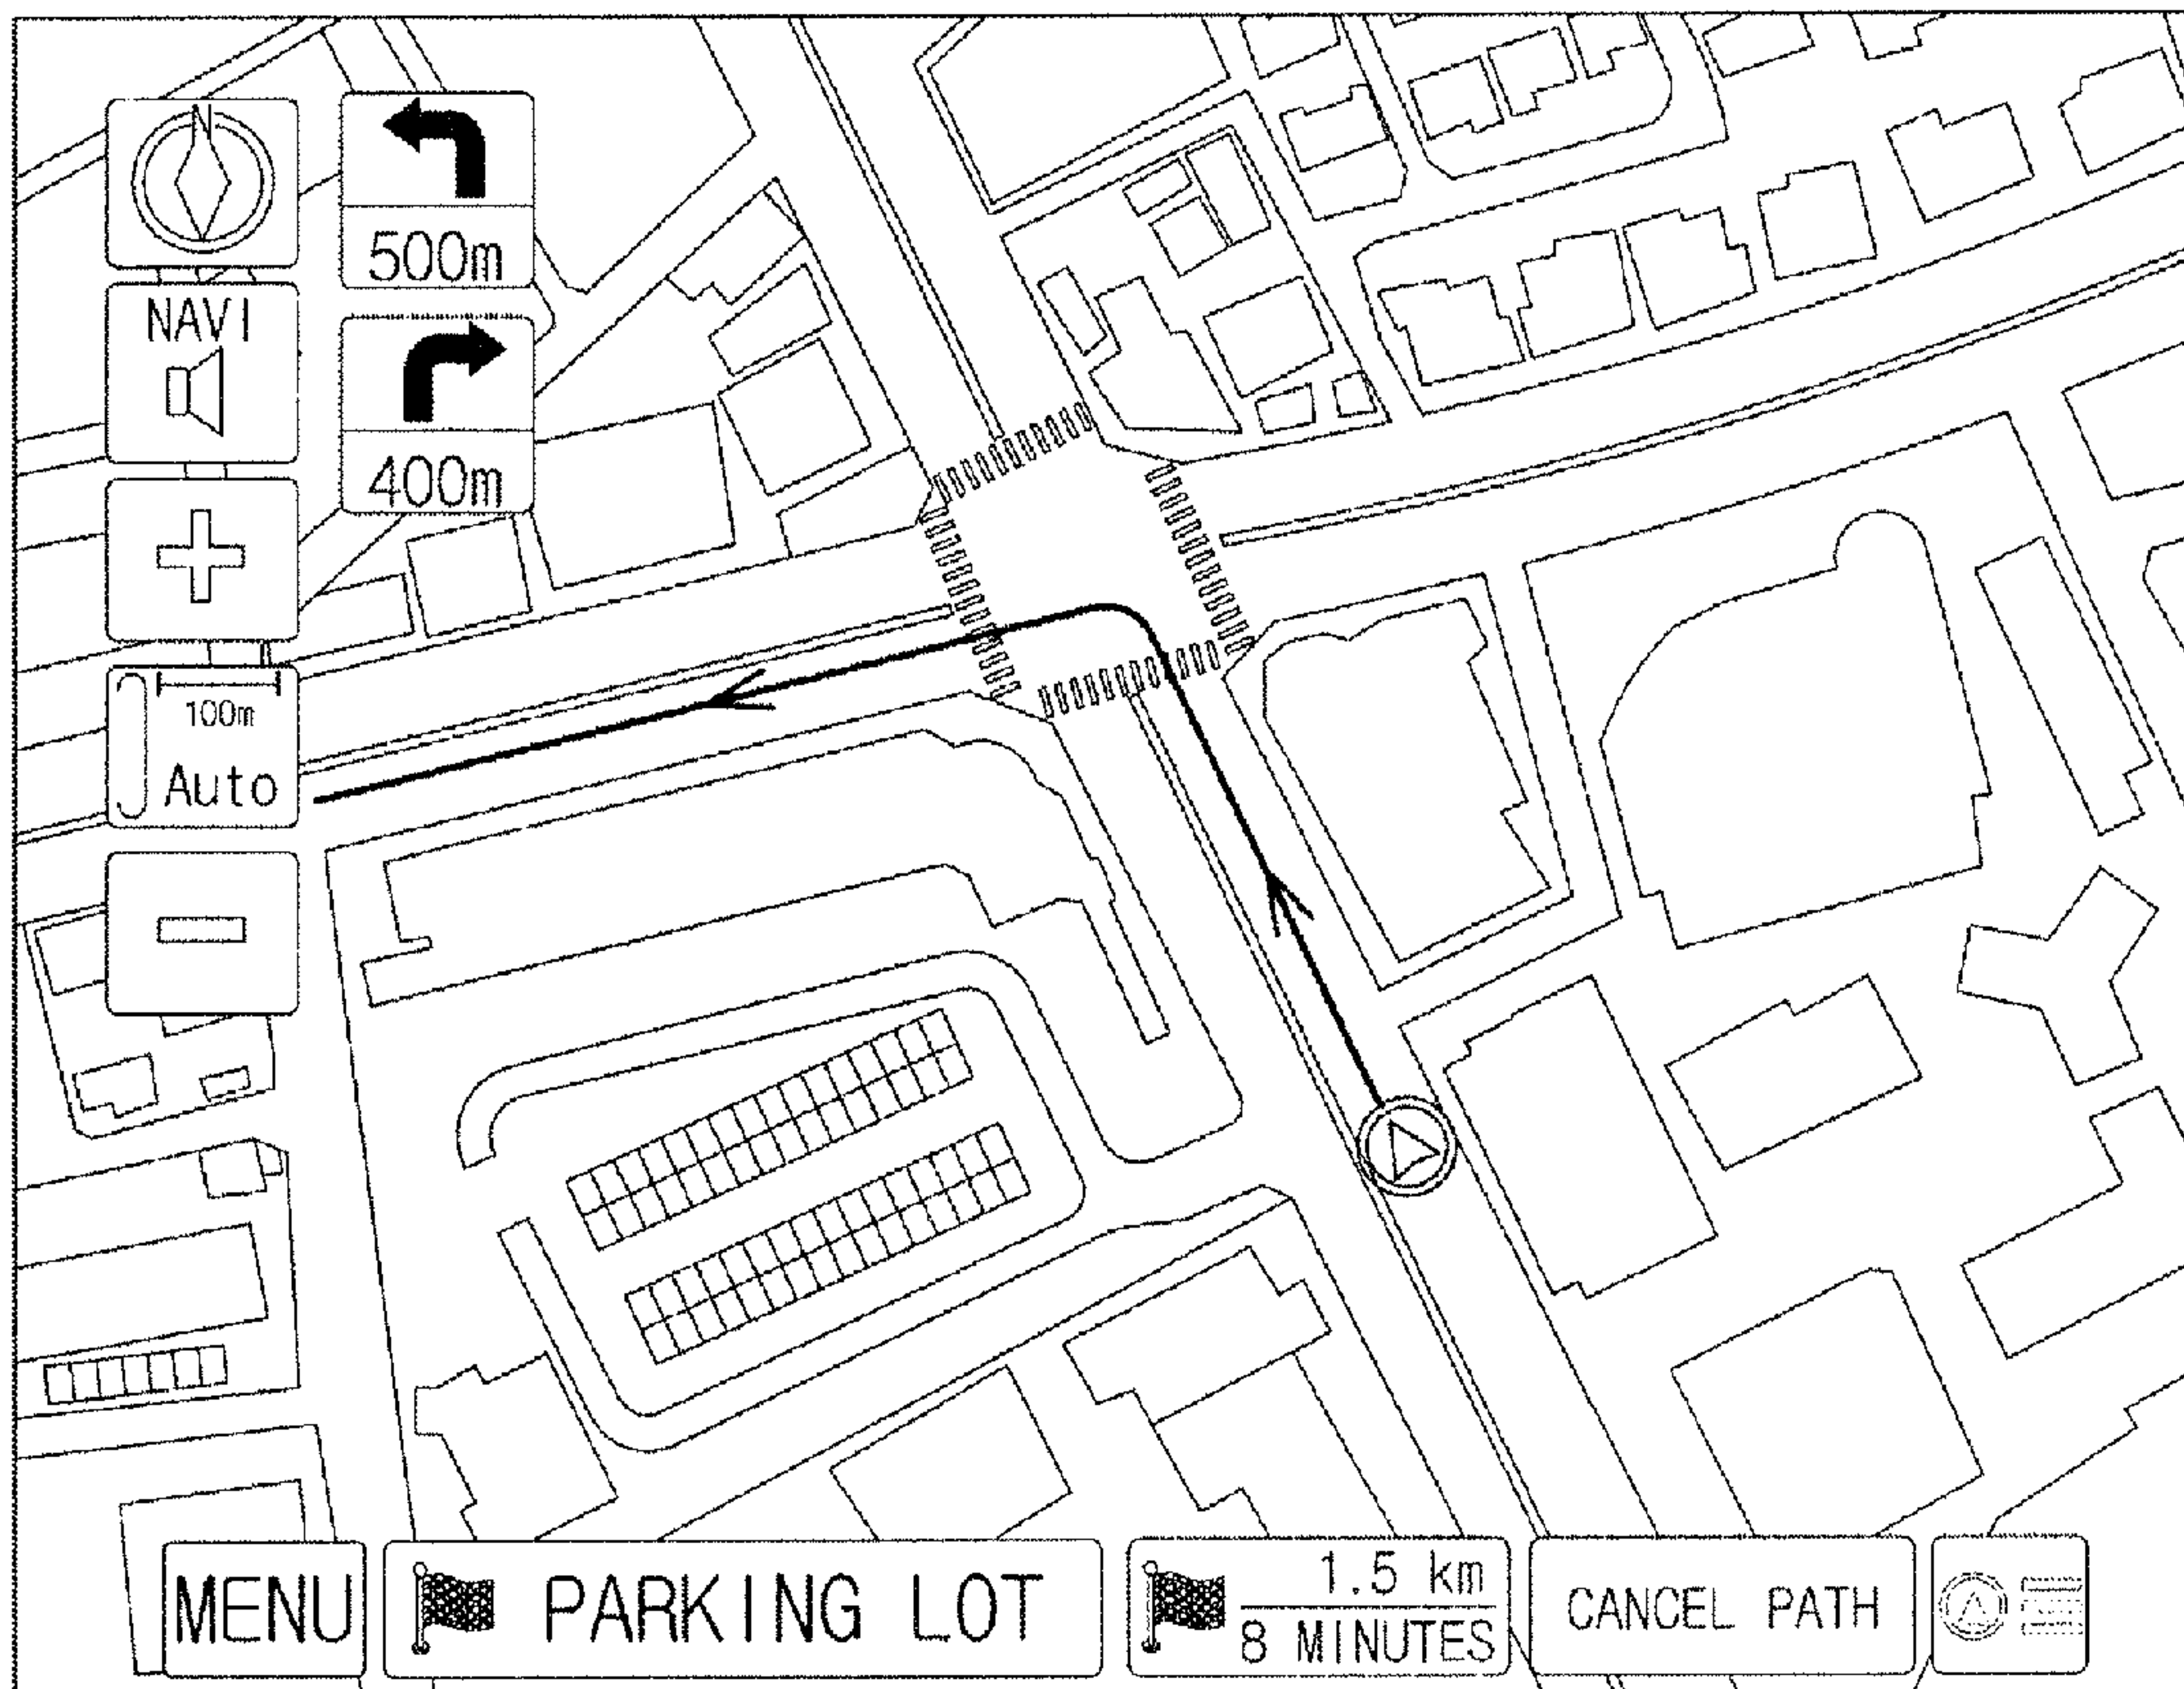 N
500m
NAVI
400m
100m
Auto
MENU
PARKING LOT
1.5 km
8 MINUTES
CANCEL PATH